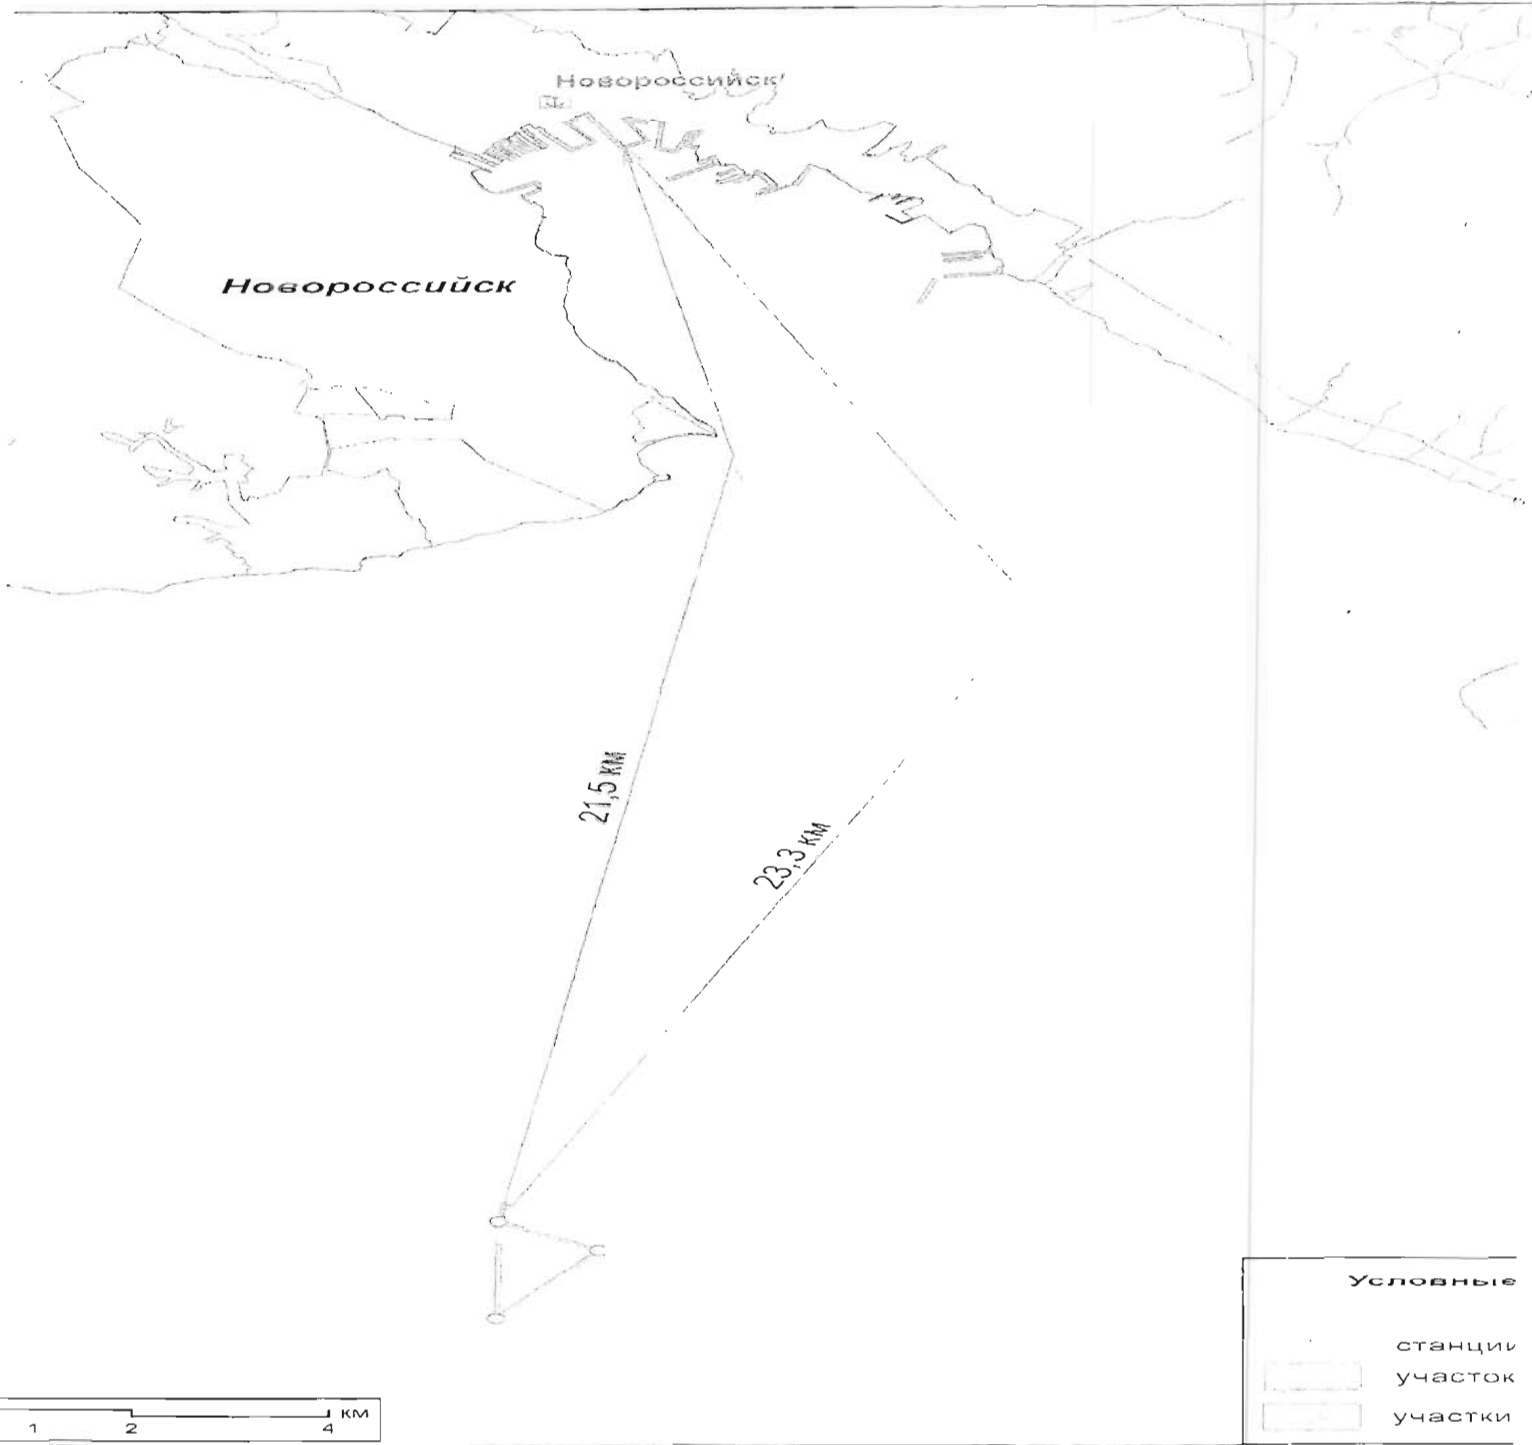 Новороссийск
Новороссийск
21,5 км
23,3 км
Условные
станции
участок
участки
км
1 2 4